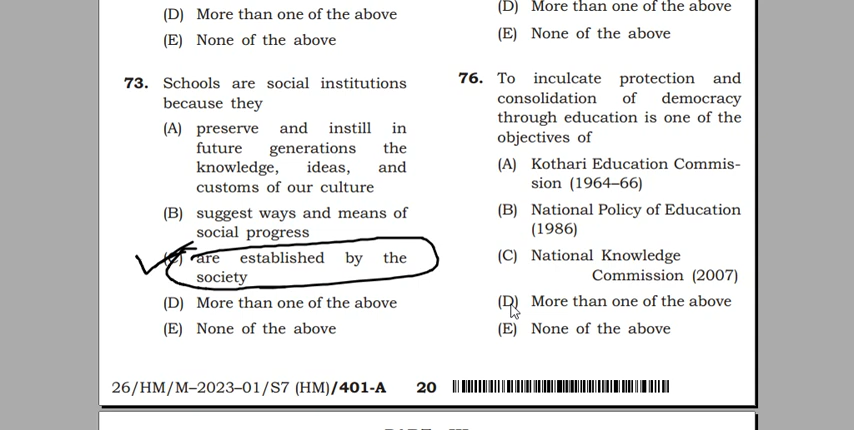 (D) More than one of the above
(E) None of the above
73. Schools are social institutions
because they
(A) preserve and instill in
future generations the
knowledge, ideas, and
customs of our culture
(B) suggest ways and means of
social progress
(C) are established by the
society
(D) More than one of the above
(E) None of the above
(D) More than one of the above
(E) None of the above
76. To inculcate protection and
consolidation of democracy
through education is one of the
objectives of
(A) Kothari Education Commis-
sion (1964–66)
(B) National Policy of Education
(1986)
(C) National Knowledge
Commission (2007)
(D) More than one of the above
(E) None of the above
26/HM/M–2023–01/S7 (HM)/401-A 20